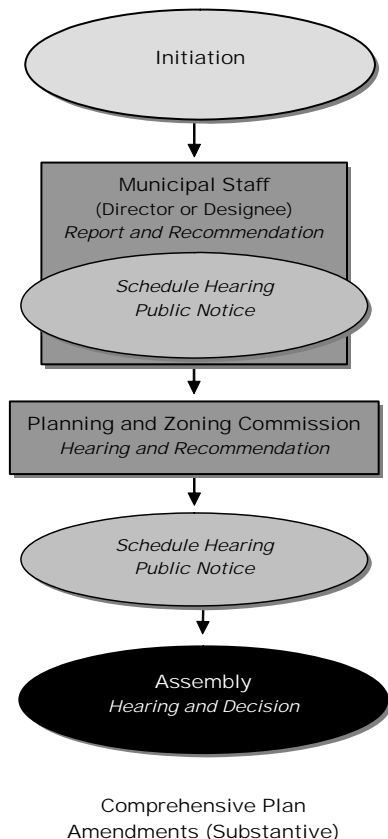 Initiation
Municipal Staff
(Director or Designee)
Report and Recommendation
Schedule Hearing
Public Notice
Planning and Zoning Commission
Hearing and Recommendation
Schedule Hearing
Public Notice
Assembly
Hearing and Decision
Comprehensive Plan
Amendments (Substantive)